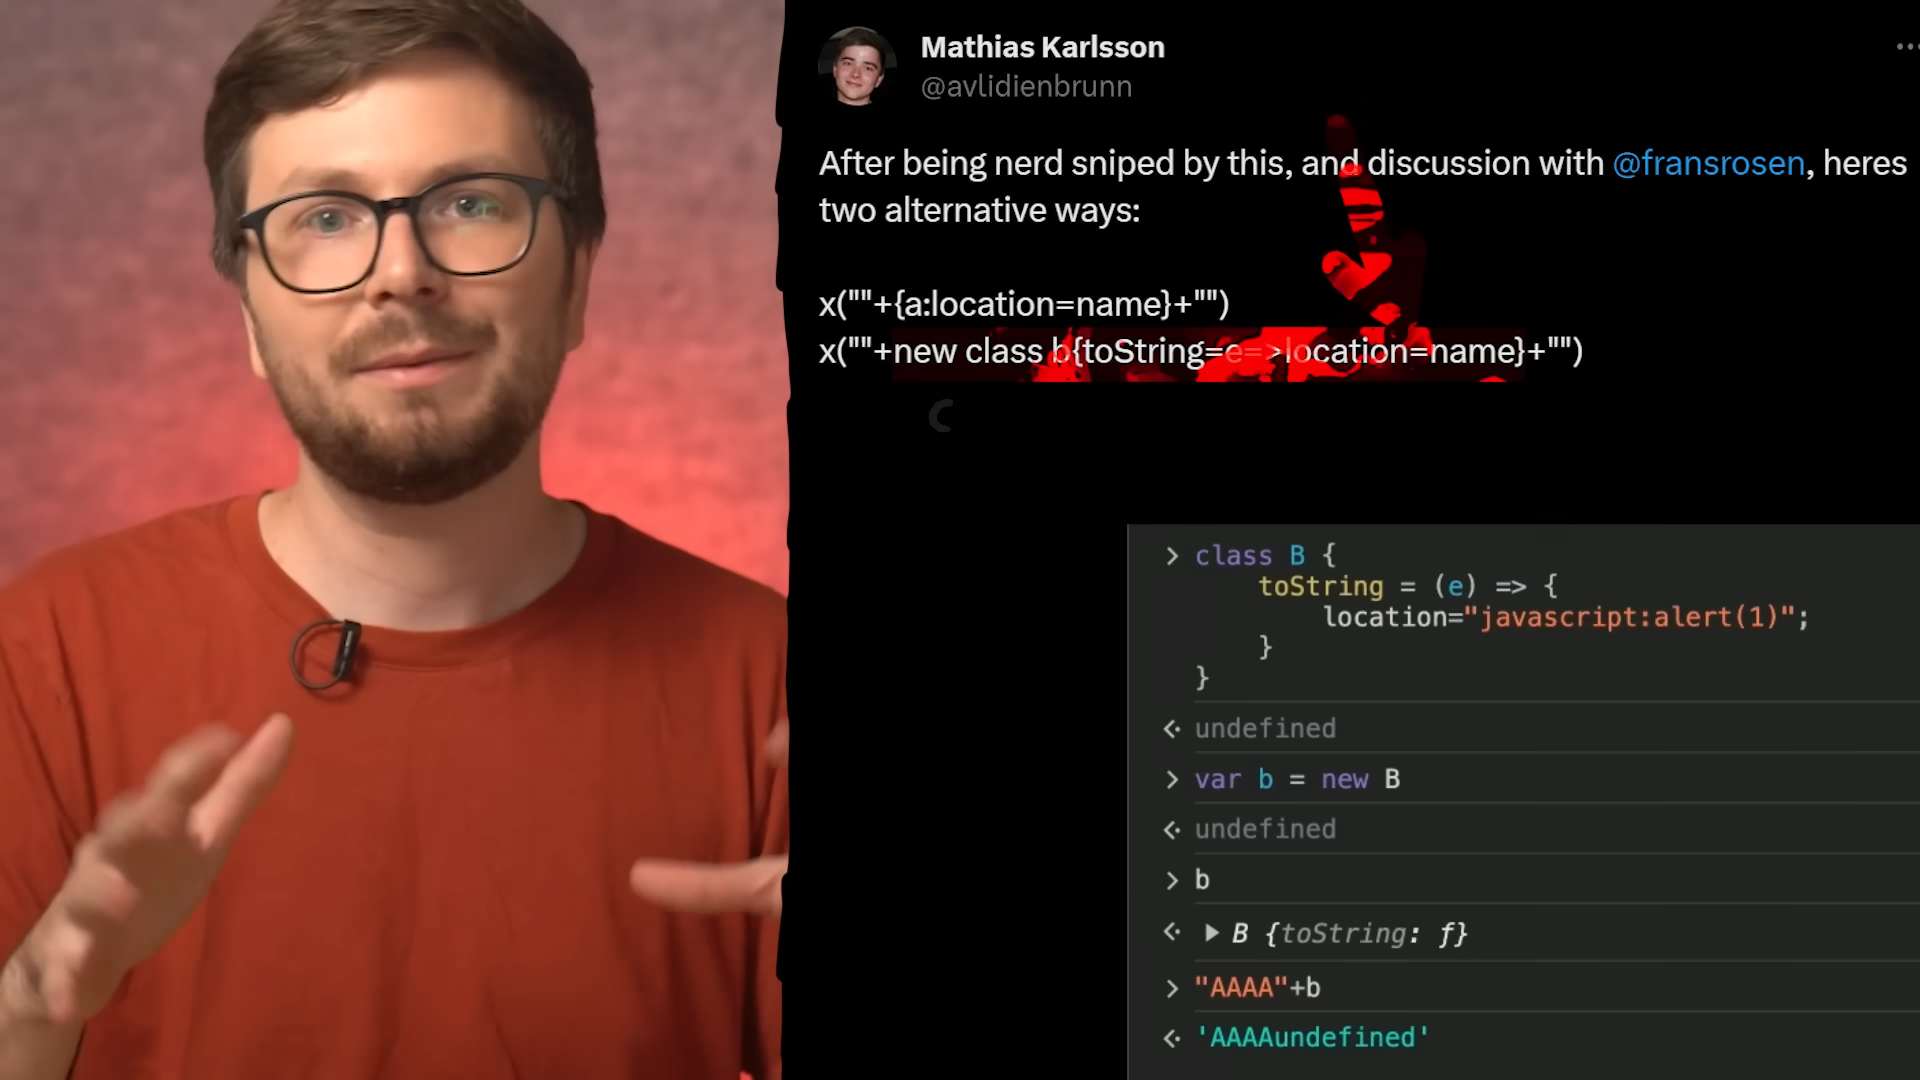 Mathias Karlsson
@avlidienbrunn
After being nerd sniped by this, and discussion with @fransrosen, heres
two alternative ways:
x(""+{a:location=name}+"")
x(""+new class b{toString=e=>location=name}+"")
> class B {
toString = (e) => {
location="javascript:alert(1)";
}
}
undefined
> var b = new B
undefined
> b
B {toString: ƒ}
> "AAAA"+b
'AAAAundefined'